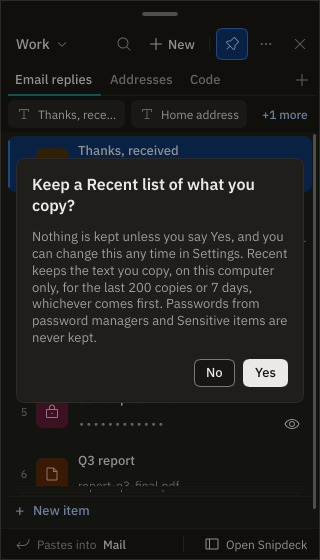 Work
New
Email replies Addresses Code
Thanks, rece... Home address +1 more
Thanks, received
Keep a Recent list of what you
copy?
Nothing is kept unless you say Yes, and you
can change this any time in Settings. Recent
keeps the text you copy, on this computer
only, for the last 200 copies or 7 days,
whichever comes first. Passwords from
password managers and Sensitive items are
never kept.
No Yes
5
••••••••••••
6 Q3 report
report-q3-final.pdf
+ New item
Pastes into Mail Open Snipdeck